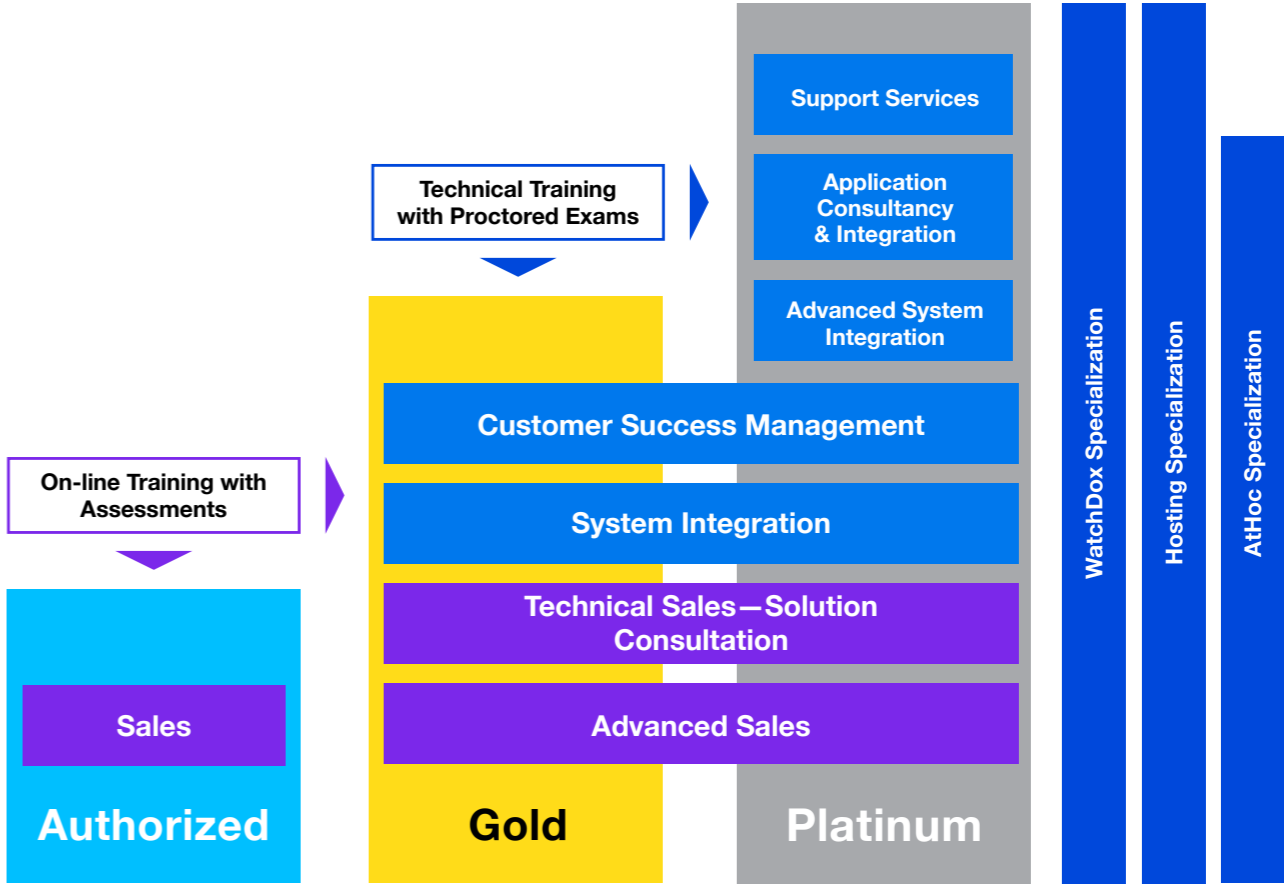 Support Services
Technical Training
with Proctored Exams
Application
Consultancy
& Integration
Advanced System
Integration
Customer Success Management
On-line Training with
Assessments
System Integration
Technical Sales—Solution
Consultation
Sales
Advanced Sales
Authorized
Gold
Platinum
WatchDox Specialization
Hosting Specialization
AtHoc Specialization